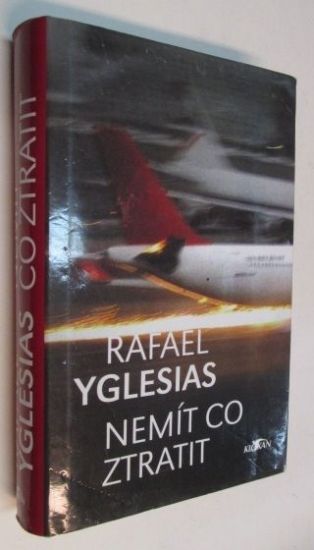 YGLESIAS CO ZTRATIT
RAFAEL
YGLESIAS
NEMÍT CO
ZTRATIT